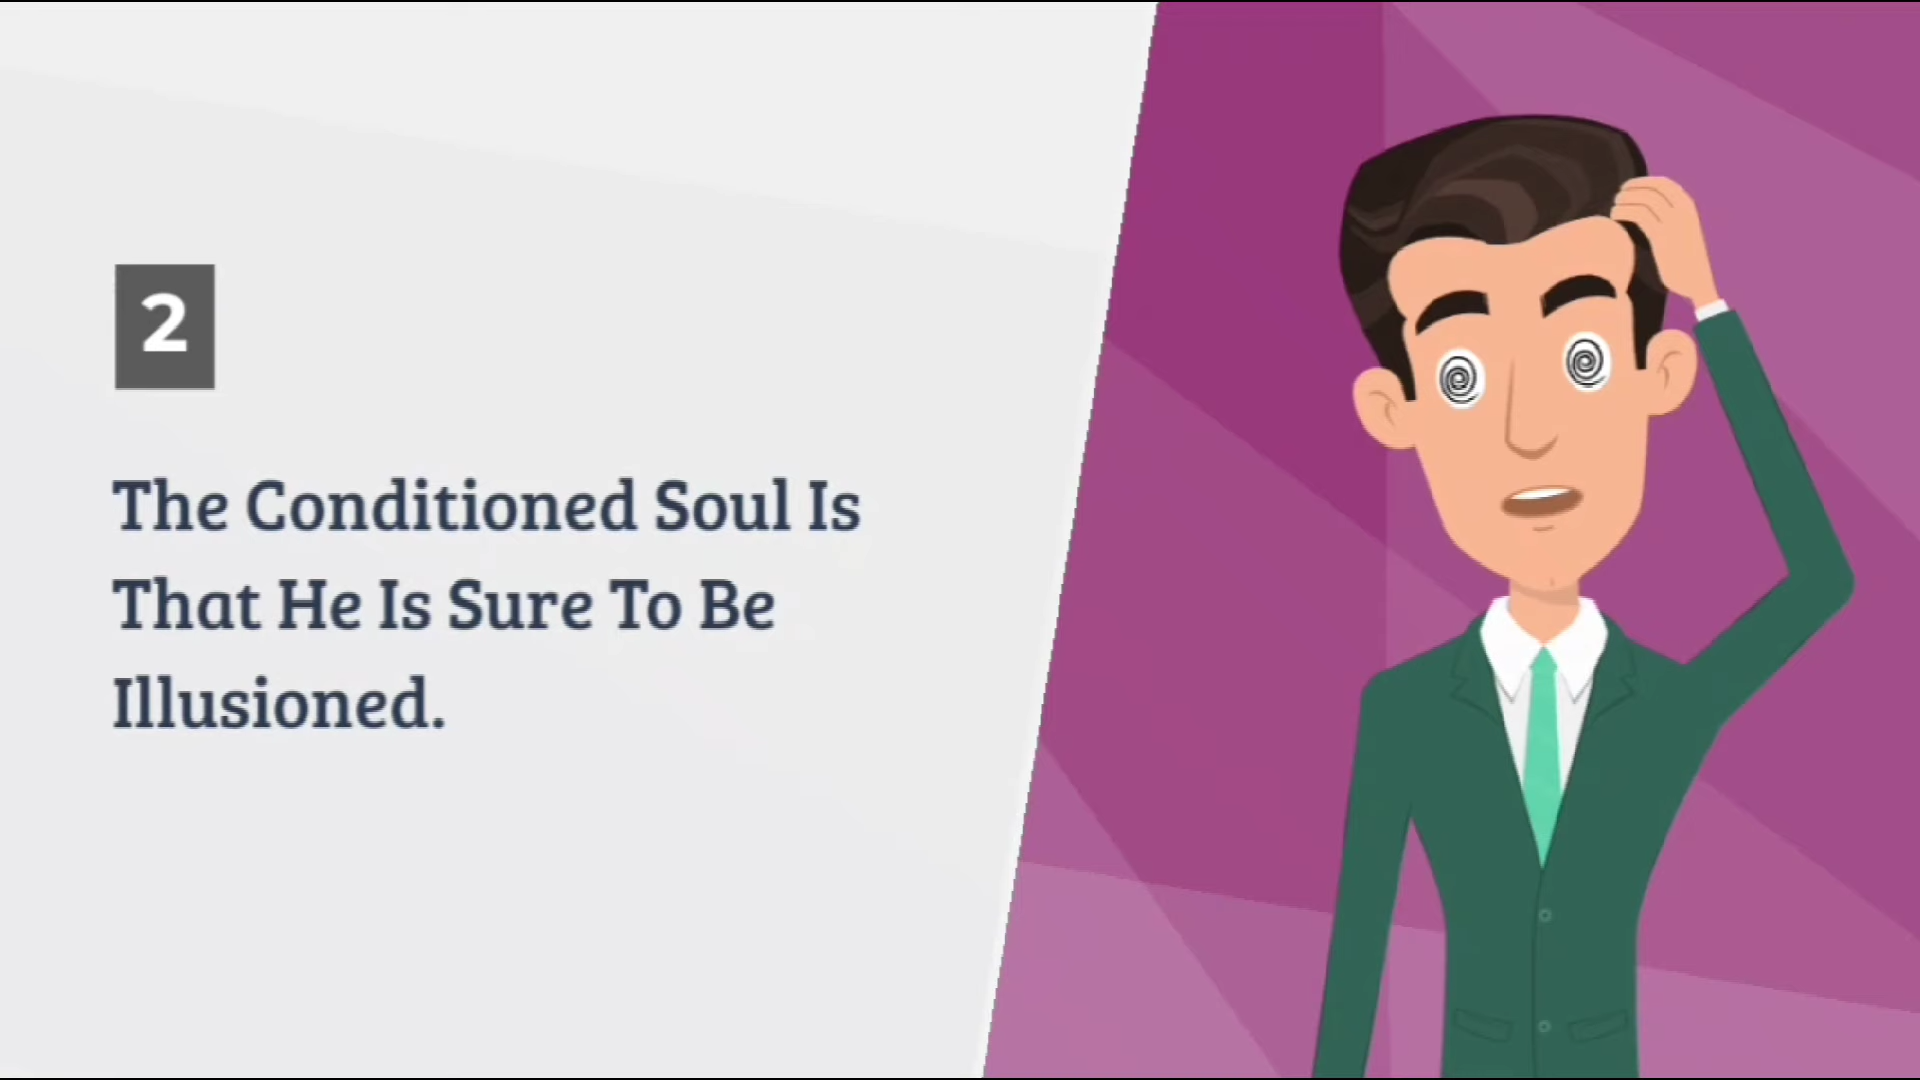 2
The Conditioned Soul Is
That He Is Sure To Be
Illusioned.